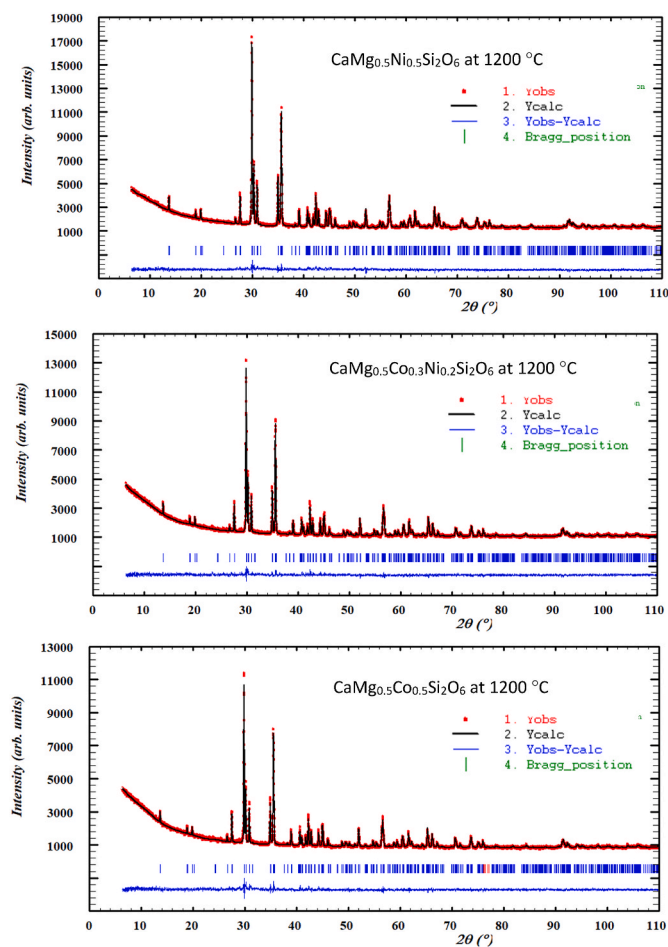 19000
17000
15000
13000
11000
9000
7000
5000
3000
1000
Intensity (arb. units)
CaMg0.5Ni0.5Si2O6 at 1200 °C
1. Yobs
2. Ycalc
3. Yobs-Ycalc
4. Bragg_position
0 10 20 30 40 50 60 70 80 90 100 110
2θ (°)
15000
13000
11000
9000
7000
5000
3000
1000
Intensity (arb. units)
CaMg0.5Co0.3Ni0.2Si2O6 at 1200 °C
1. Yobs
2. Ycalc
3. Yobs-Ycalc
4. Bragg_position
0 10 20 30 40 50 60 70 80 90 100 110
2θ (°)
13000
11000
9000
7000
5000
3000
1000
Intensity (arb. units)
CaMg0.5Co0.5Si2O6 at 1200 °C
1. Yobs
2. Ycalc
3. Yobs-Ycalc
4. Bragg_position
0 10 20 30 40 50 60 70 80 90 100 110
2θ (°)